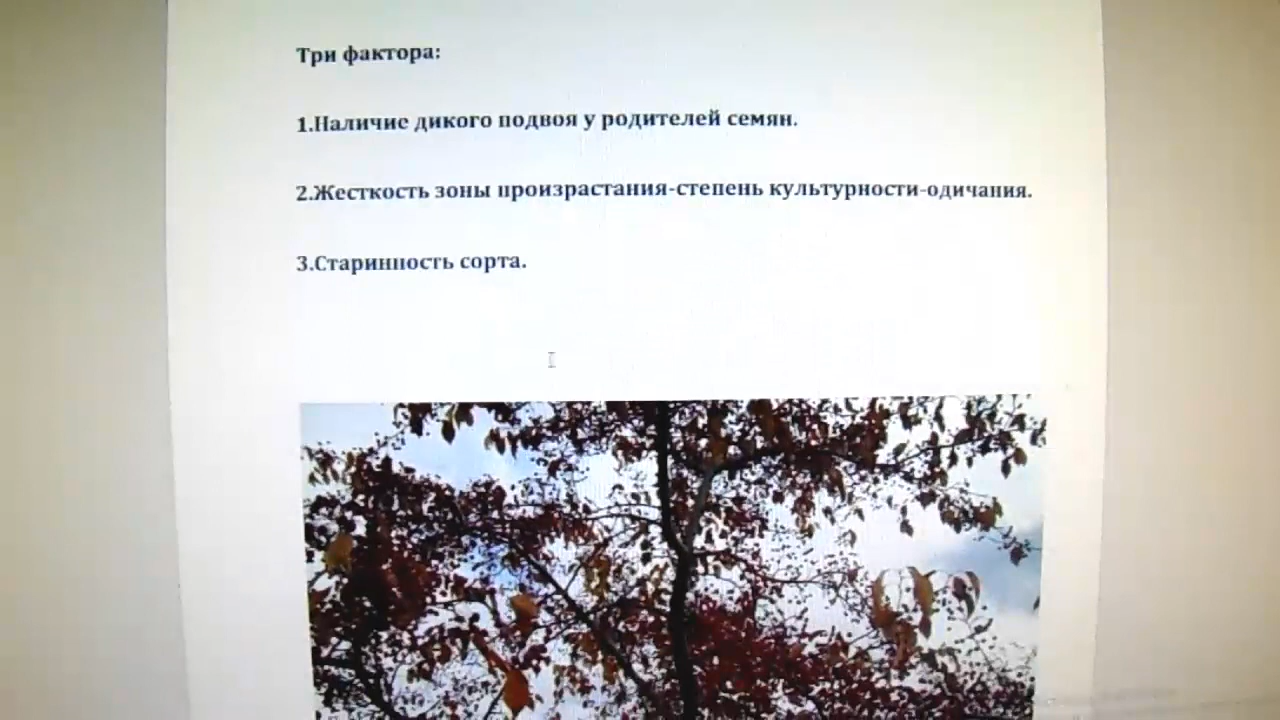 Три фактора:
1.Наличие дикого подвоя у родителей семян.
2.Жесткость зоны произрастания-степень культурности-одичания.
3.Старинность сорта.